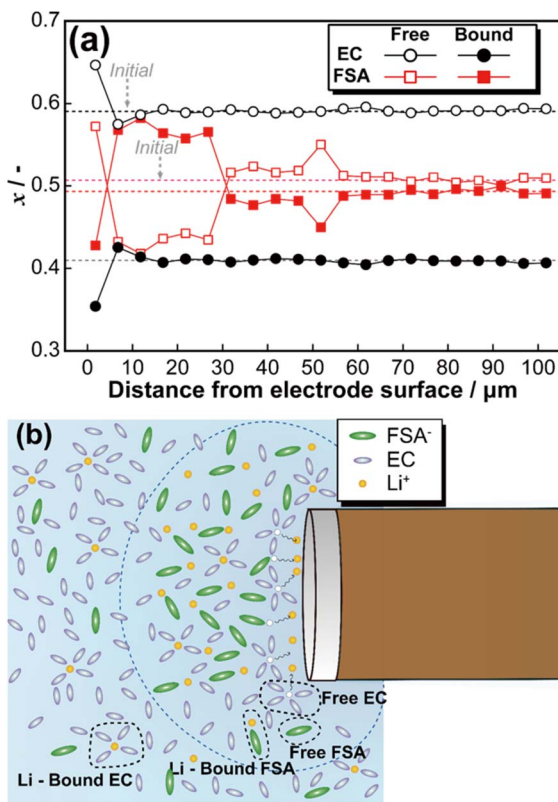 (a)
Free Bound
EC
FSA
Initial
Initial
0.7
0.6
0.5
0.4
0.3
x / -
0 10 20 30 40 50 60 70 80 90 100
Distance from electrode surface / μm
(b)
FSA-
EC
Li+
Free EC
Free FSA
Li - Bound FSA
Li - Bound EC